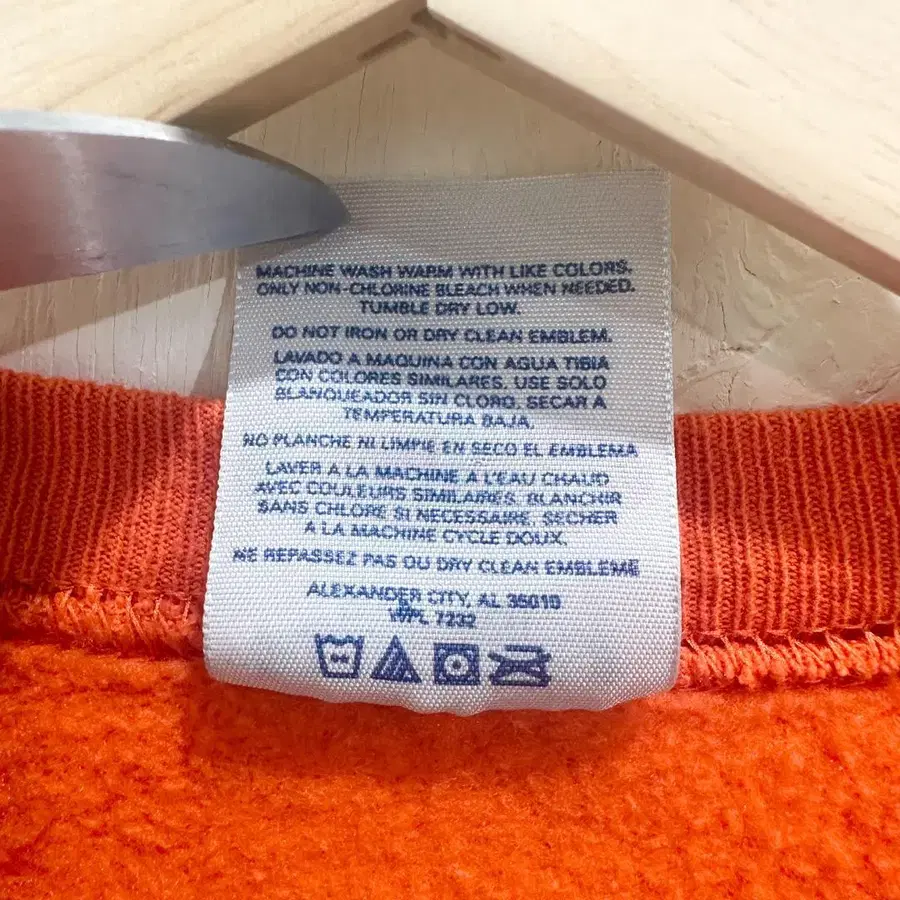 MACHINE WASH WARM WITH LIKE COLORS.
ONLY NON-CHLORINE BLEACH WHEN NEEDED.
TUMBLE DRY LOW.
DO NOT IRON OR DRY CLEAN EMBLEM.
LAVADO A MAQUINA CON AGUA TIBIA
CON COLORES SIMILARES. USE SOLO
BLANQUEADOR SIN CLORO. SECAR A
TEMPERATURA BAJA.
NO PLANCHE NI LIMPIE EN SECO EL EMBLEMA
LAVER A LA MACHINE A L'EAU CHAUD
AVEC COULEURS SIMILAIRES. BLANCHIR
SANS CHLORE SI NECESSAIRE. SECHER
A LA MACHINE CYCLE DOUX.
NE REPASSEZ PAS OU DRY CLEAN EMBLEME
ALEXANDER CITY, AL 35010
WPL 7232